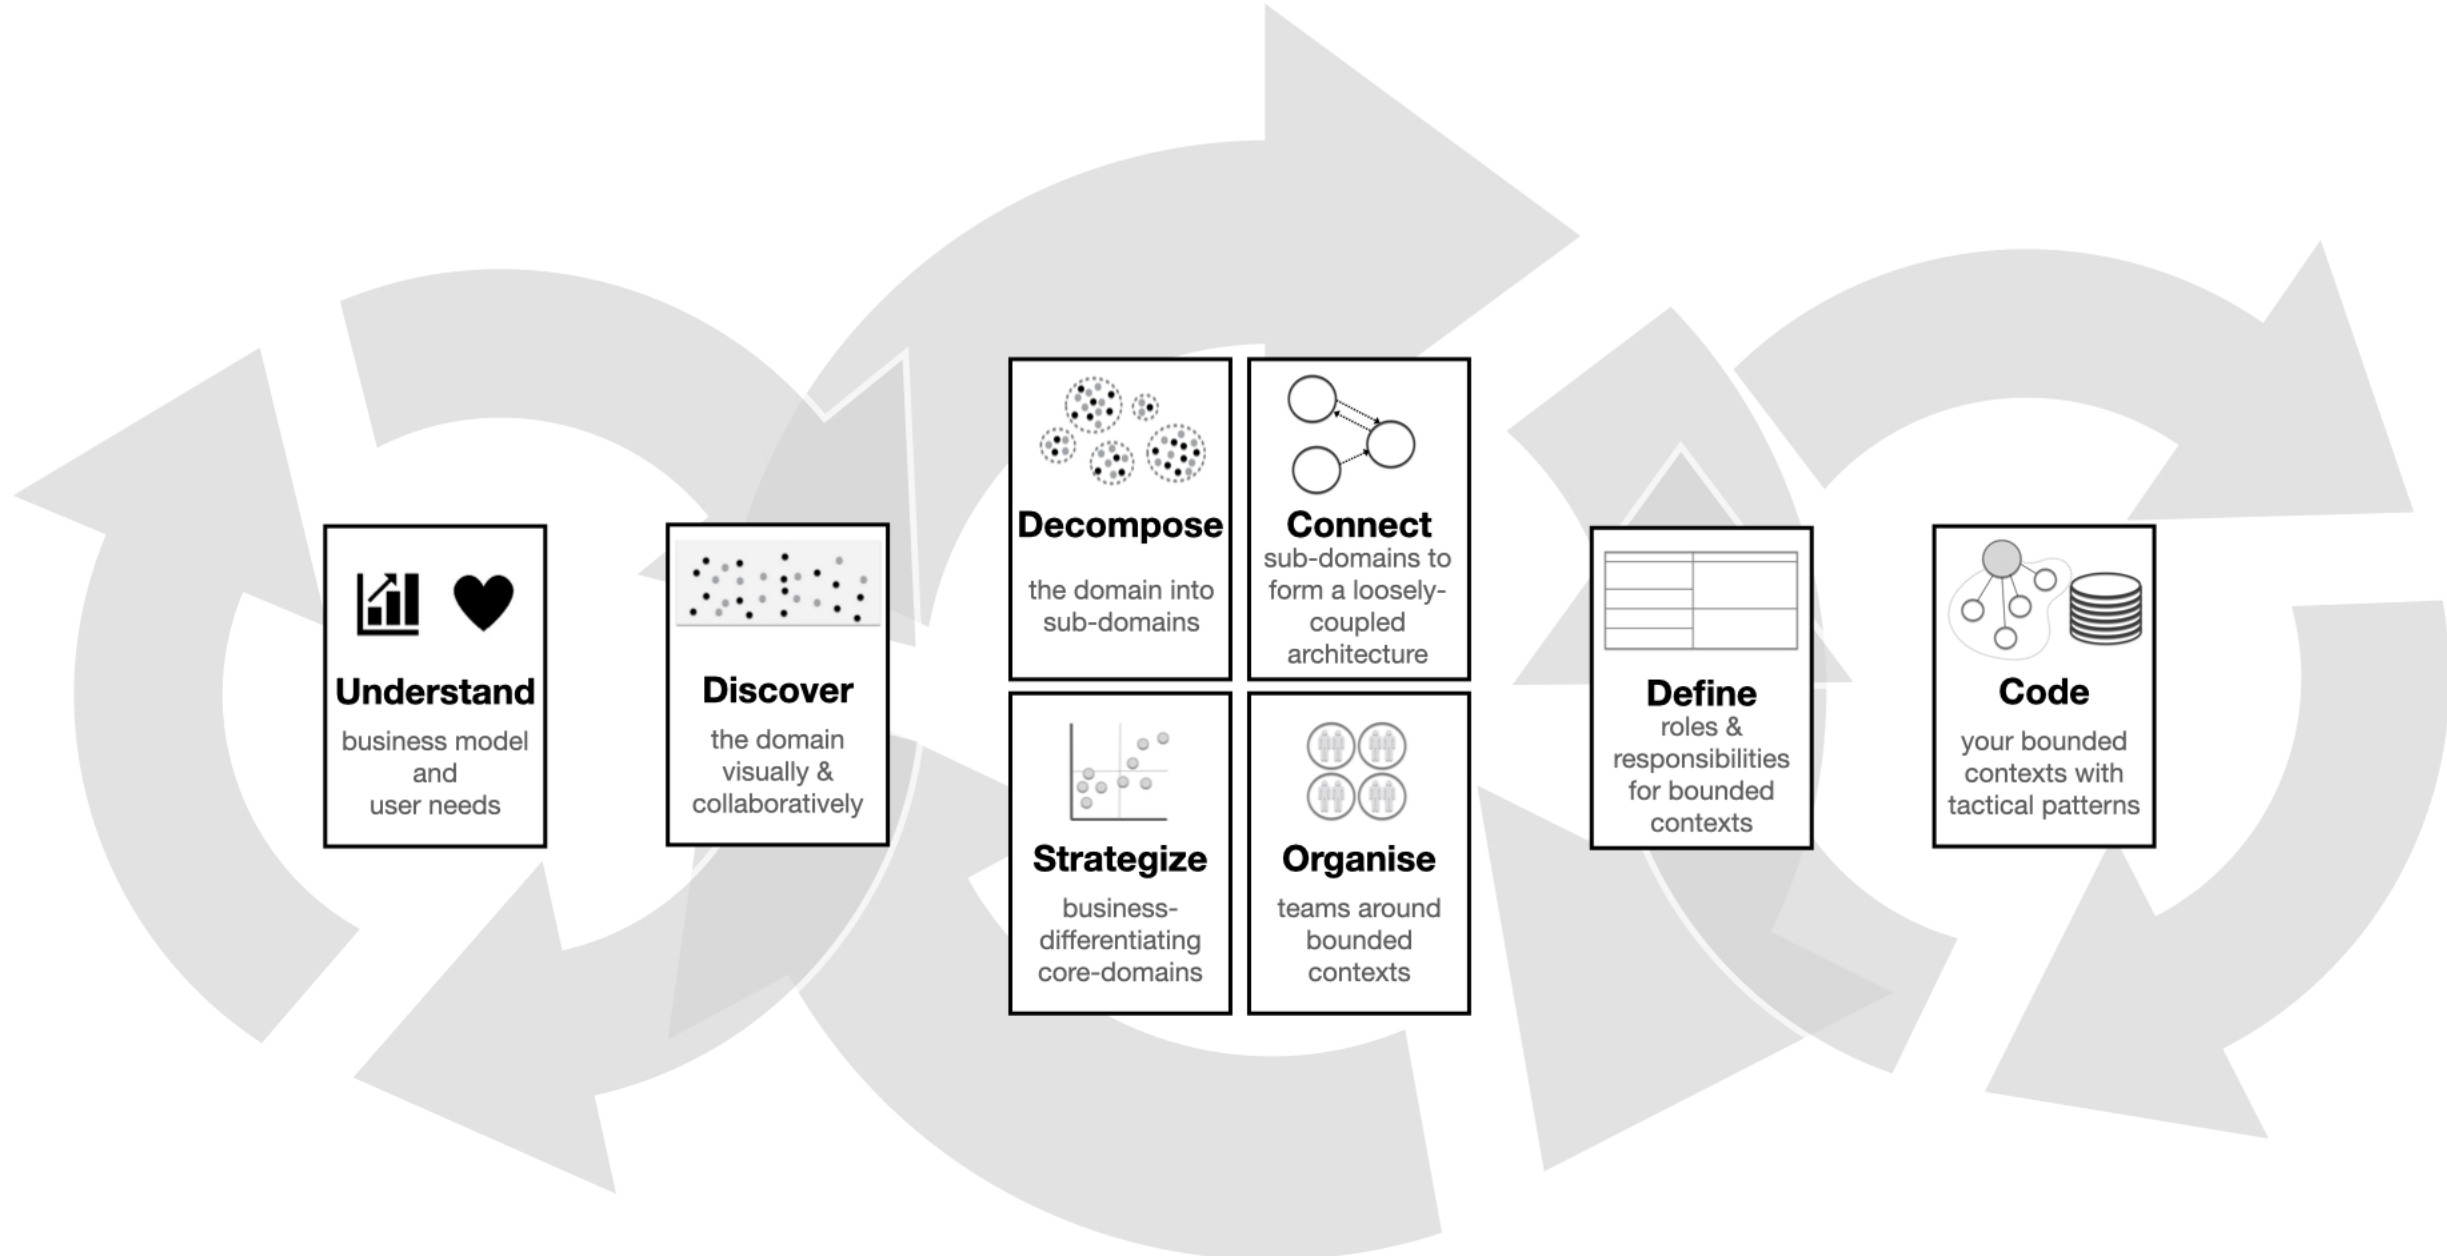 Understand
business model
and
user needs
Discover
the domain
visually &
collaboratively
Decompose
the domain into
sub-domains
Connect
sub-domains to
form a loosely-
coupled
architecture
Strategize
business-
differentiating
core-domains
Organise
teams around
bounded
contexts
Define
roles &
responsibilities
for bounded
contexts
Code
your bounded
contexts with
tactical patterns